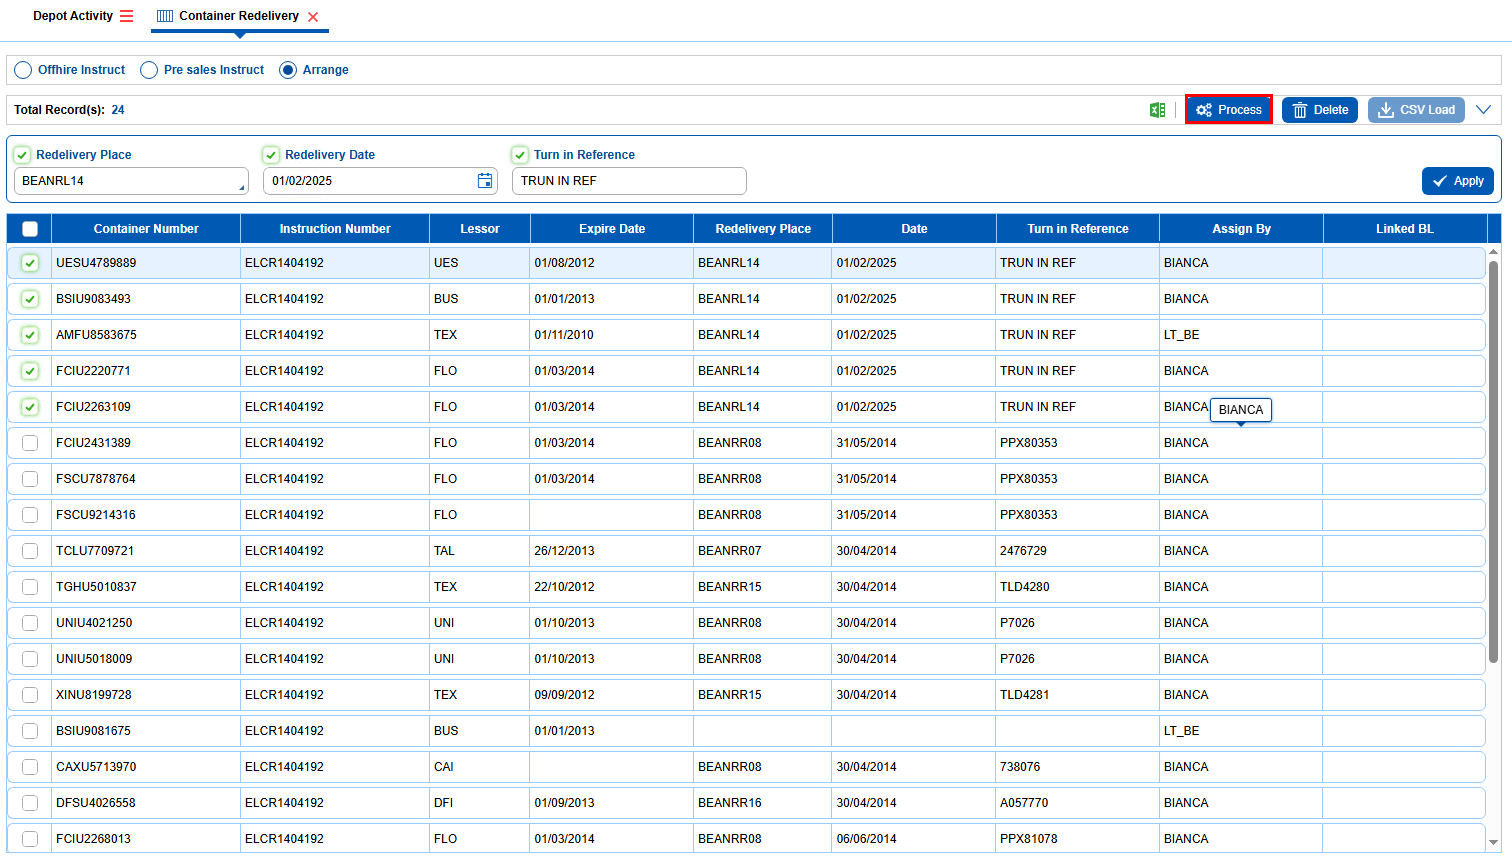 Depot Activity Container Redelivery
Offhire Instruct Pre sales Instruct Arrange
Total Record(s): 24 Process Delete CSV Load
Redelivery Place Redelivery Date Turn in Reference
BEANRL14 01/02/2025 TRUN IN REF Apply
Container Number Instruction Number Lessor Expire Date Redelivery Place Date Turn in Reference Assign By Linked BL
UESU4789889 ELCR1404192 UES 01/08/2012 BEANRL14 01/02/2025 TRUN IN REF BIANCA
BSIU9083493 ELCR1404192 BUS 01/01/2013 BEANRL14 01/02/2025 TRUN IN REF BIANCA
AMFU8583675 ELCR1404192 TEX 01/11/2010 BEANRL14 01/02/2025 TRUN IN REF LT_BE
FCIU2220771 ELCR1404192 FLO 01/03/2014 BEANRL14 01/02/2025 TRUN IN REF BIANCA
FCIU2263109 ELCR1404192 FLO 01/03/2014 BEANRL14 01/02/2025 TRUN IN REF BIANCA BIANCA
FCIU2431389 ELCR1404192 FLO 01/03/2014 BEANRR08 31/05/2014 PPX80353 BIANCA
FSCU7878764 ELCR1404192 FLO 01/03/2014 BEANRR08 31/05/2014 PPX80353 BIANCA
FSCU9214316 ELCR1404192 FLO BEANRR08 31/05/2014 PPX80353 BIANCA
TCLU7709721 ELCR1404192 TAL 26/12/2013 BEANRR07 30/04/2014 2476729 BIANCA
TGHU5010837 ELCR1404192 TEX 22/10/2012 BEANRR15 30/04/2014 TLD4280 BIANCA
UNIU4021250 ELCR1404192 UNI 01/10/2013 BEANRR08 30/04/2014 P7026 BIANCA
UNIU5018009 ELCR1404192 UNI 01/10/2013 BEANRR08 30/04/2014 P7026 BIANCA
XINU8199728 ELCR1404192 TEX 09/09/2012 BEANRR15 30/04/2014 TLD4281 BIANCA
BSIU9081675 ELCR1404192 BUS 01/01/2013 LT_BE
CAXU5713970 ELCR1404192 CAI BEANRR08 30/04/2014 738076 BIANCA
DFSU4026558 ELCR1404192 DFI 01/09/2013 BEANRR16 30/04/2014 A057770 BIANCA
FCIU2268013 ELCR1404192 FLO 01/03/2014 BEANRR08 06/06/2014 PPX81078 BIANCA